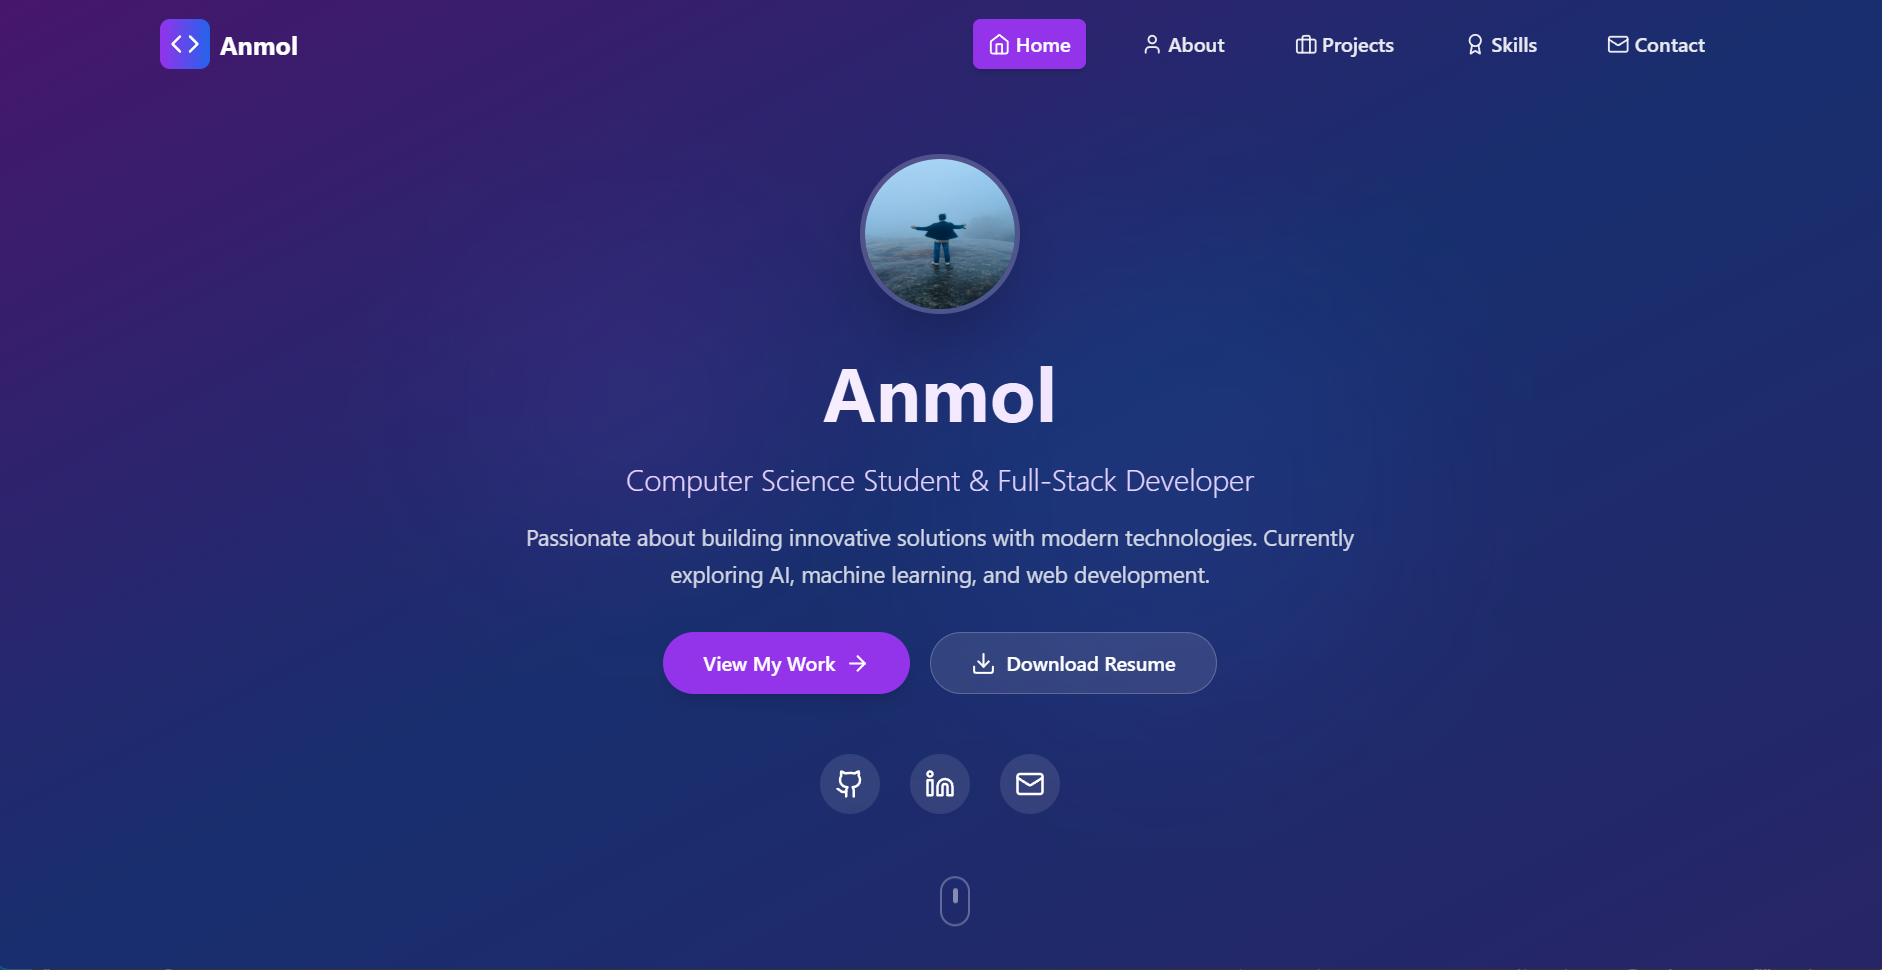 Anmol
Home
About
Projects
Skills
Contact
Anmol
Computer Science Student & Full-Stack Developer
Passionate about building innovative solutions with modern technologies. Currently
exploring AI, machine learning, and web development.
View My Work
Download Resume